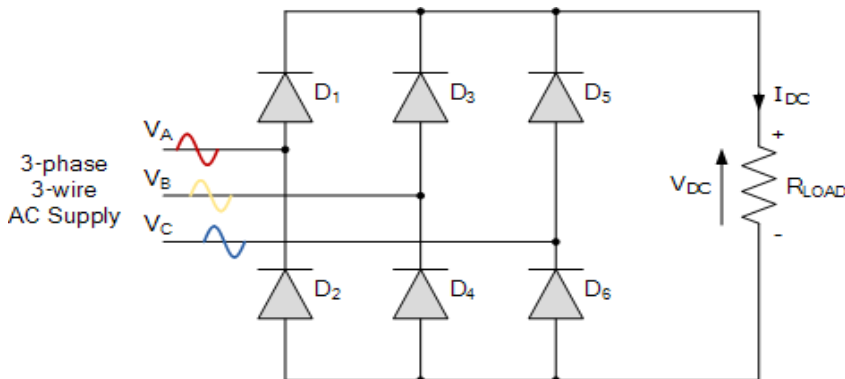 D1
D3
D5
IDC
VA
+
3-phase
3-wire
AC Supply
VB
VDC
RLOAD
VC
-
D2
D4
D6